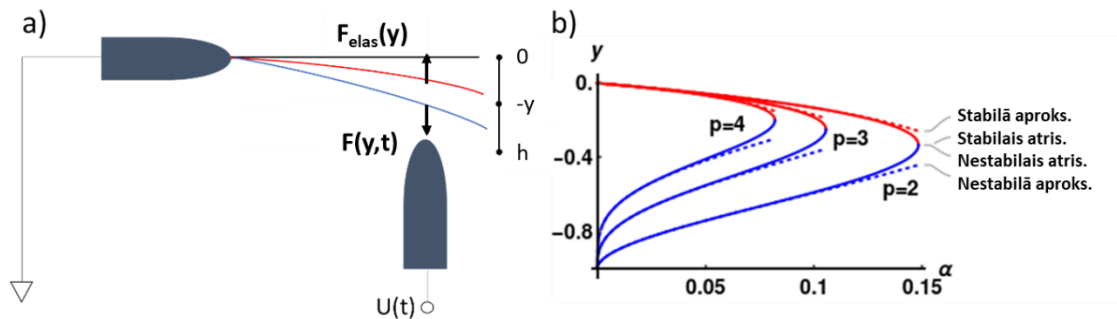 a)
F_elas(y)
0
-y
h
F(y,t)
U(t)
b)
y
0.
−0.4
−0.8
p=4
p=3
p=2
0.05
0.1
0.15
α
Stabilā aproks.
Stabilais atris.
Nestabilais atris.
Nestabilā aproks.